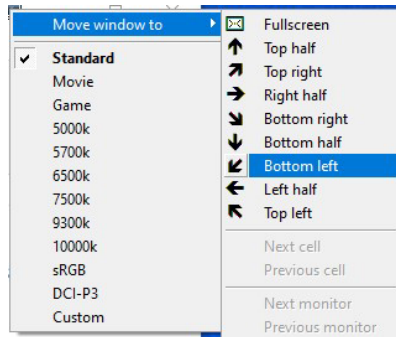 Move window to
Standard
Movie
Game
5000k
5700k
6500k
7500k
9300k
10000k
sRGB
DCI-P3
Custom
Fullscreen
Top half
Top right
Right half
Bottom right
Bottom half
Bottom left
Left half
Top left
Next cell
Previous cell
Next monitor
Previous monitor